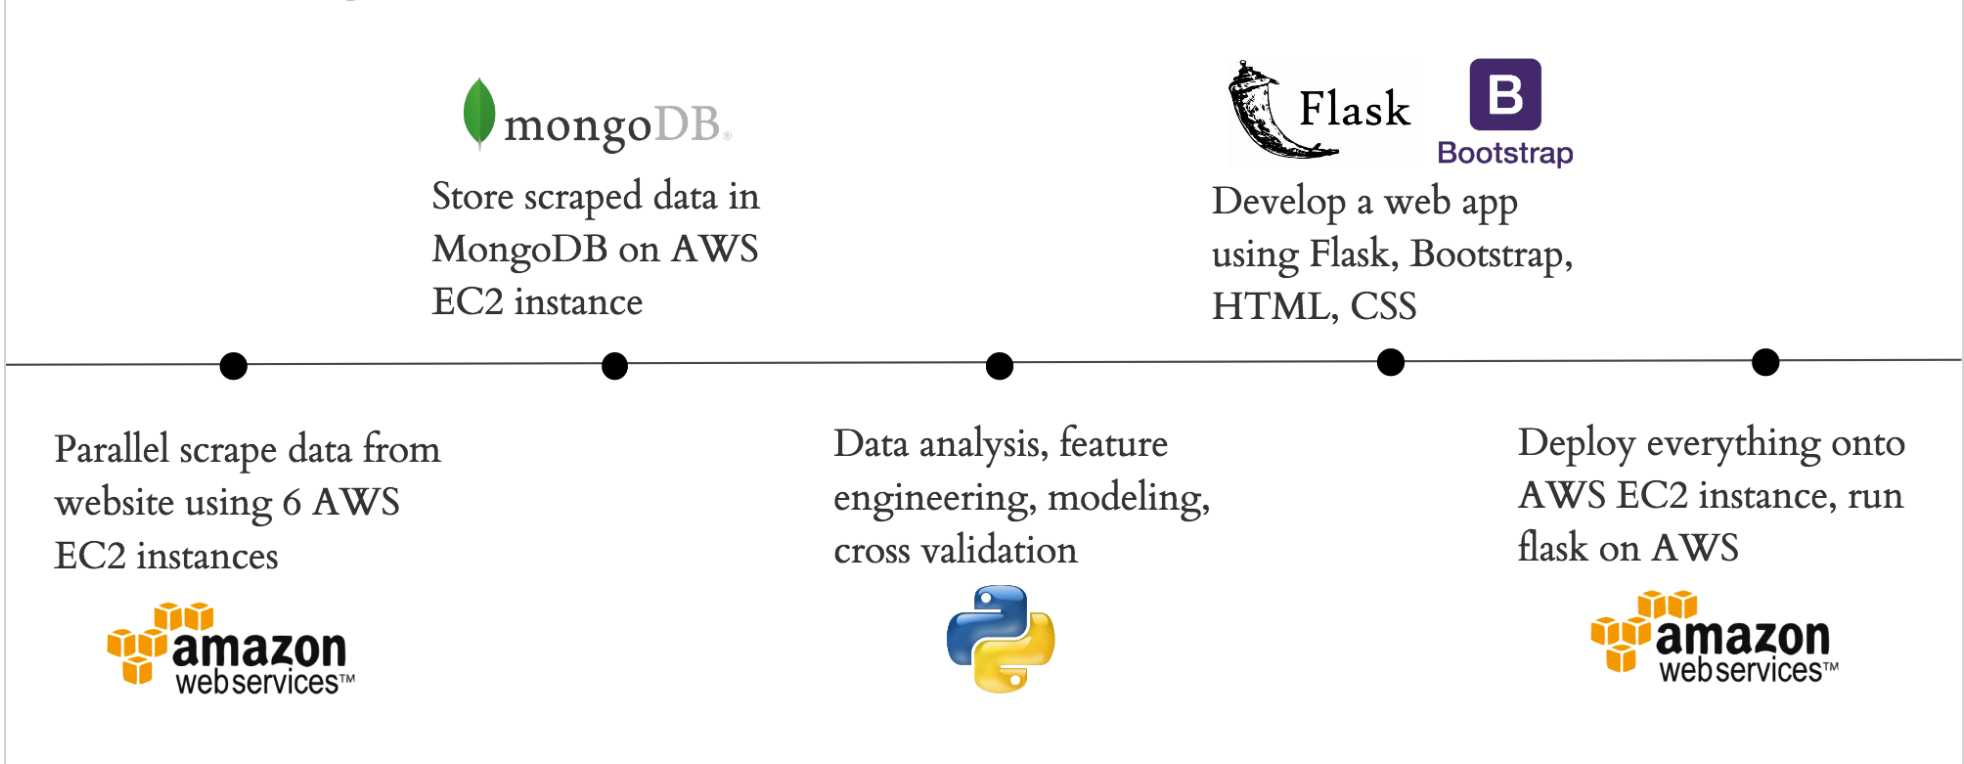 mongoDB®
Store scraped data in
MongoDB on AWS
EC2 instance
Flask
B
Bootstrap
Develop a web app
using Flask, Bootstrap,
HTML, CSS
Parallel scrape data from
website using 6 AWS
EC2 instances
amazon
webservices™
Data analysis, feature
engineering, modeling,
cross validation
Deploy everything onto
AWS EC2 instance, run
flask on AWS
amazon
webservices™